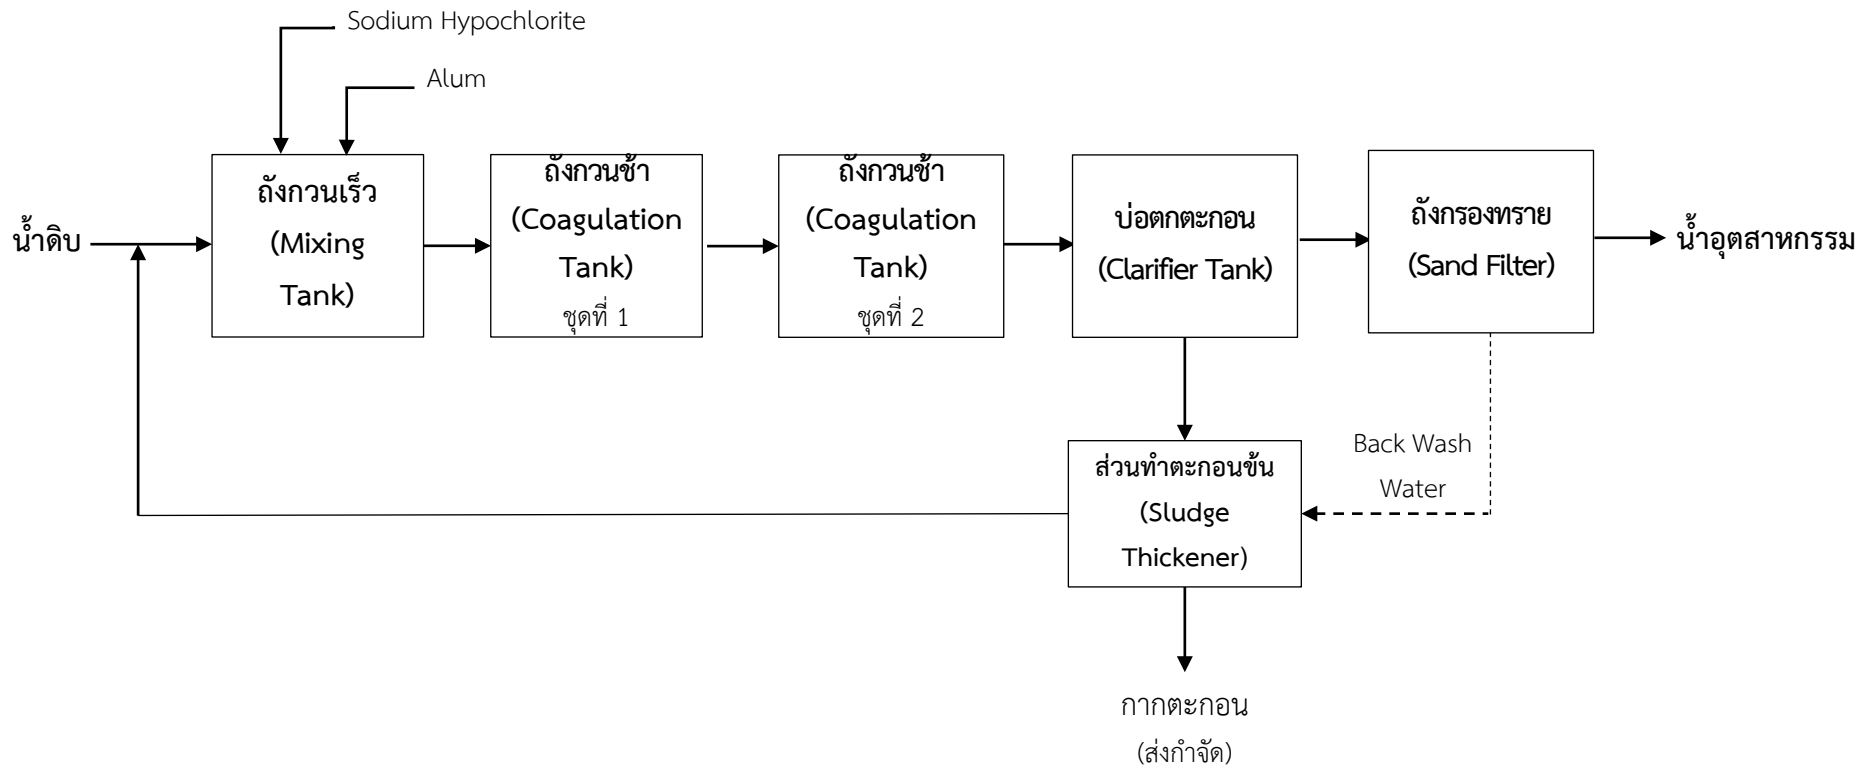 Sodium Hypochlorite
Alum
น้ำดิบ
ถังกวนเร็ว
(Mixing
Tank)
ถังกวนช้า
(Coagulation
Tank)
ชุดที่ 1
ถังกวนช้า
(Coagulation
Tank)
ชุดที่ 2
บ่อตกตะกอน
(Clarifier Tank)
ถังกรองทราย
(Sand Filter)
น้ำอุตสาหกรรม
Back Wash
Water
ส่วนทำตะกอนข้น
(Sludge
Thickener)
กากตะกอน
(ส่งกำจัด)